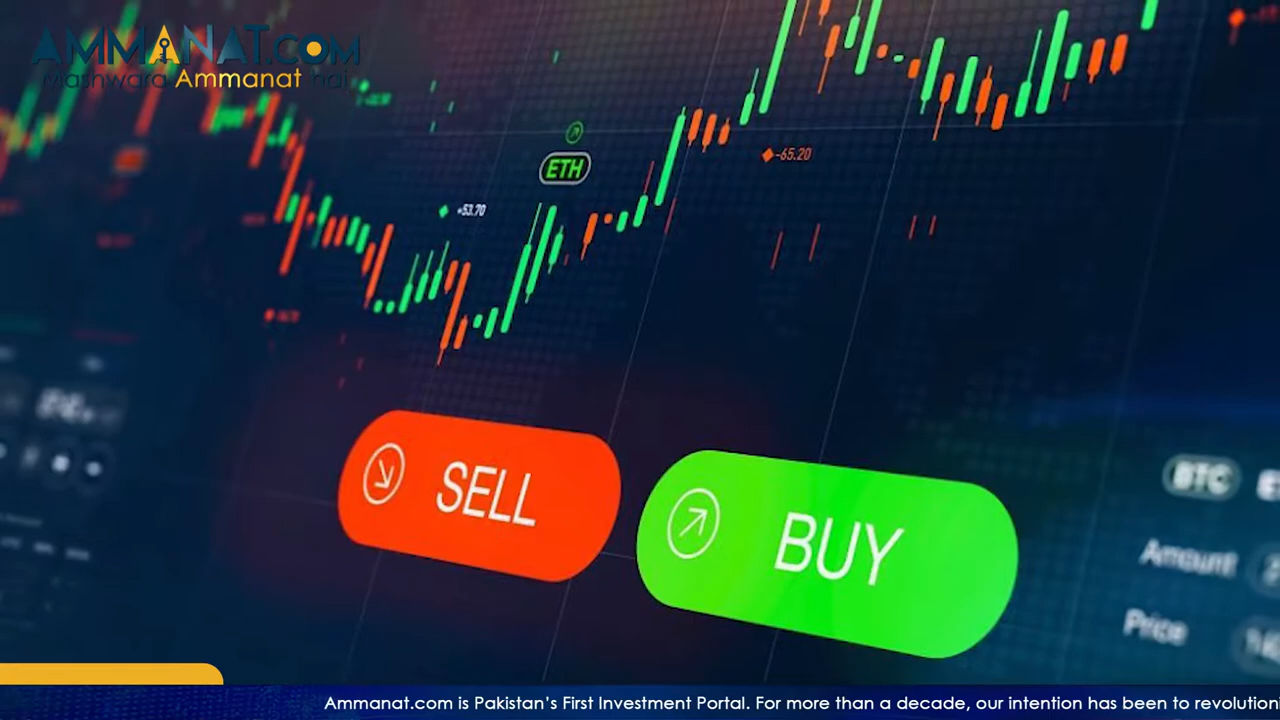 AMMANAT.COM
Mashwara Ammanat hai
ETH
+53.70
-65.20
SELL
BUY
BTC
Amount
Price
Ammanat.com is Pakistan’s First Investment Portal. For more than a decade, our intention has been to revolution